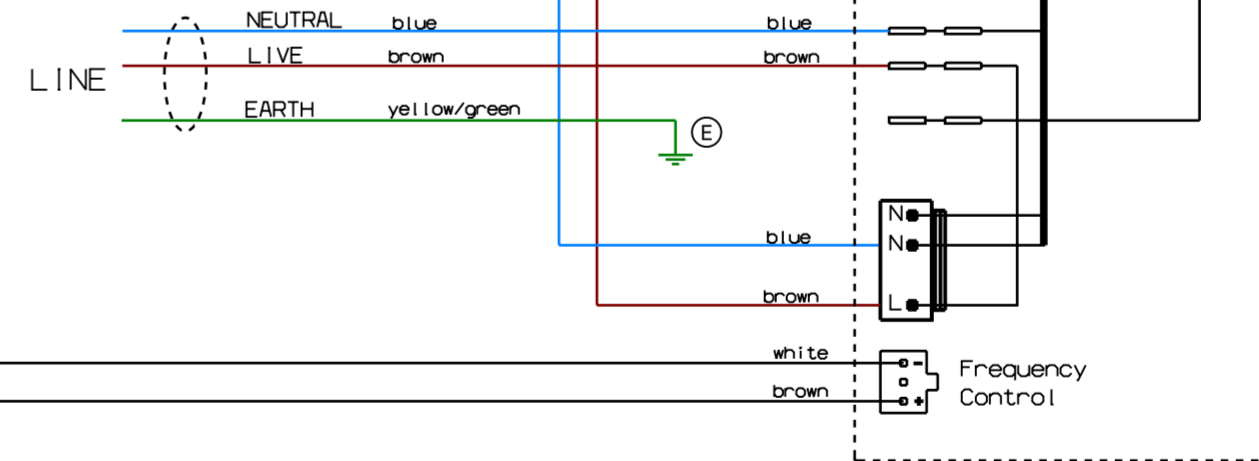 NEUTRAL blue blue
LIVE brown brown
LINE
EARTH yellow/green
E
N
blue N
brown L
white -
Frequency
brown +
Control